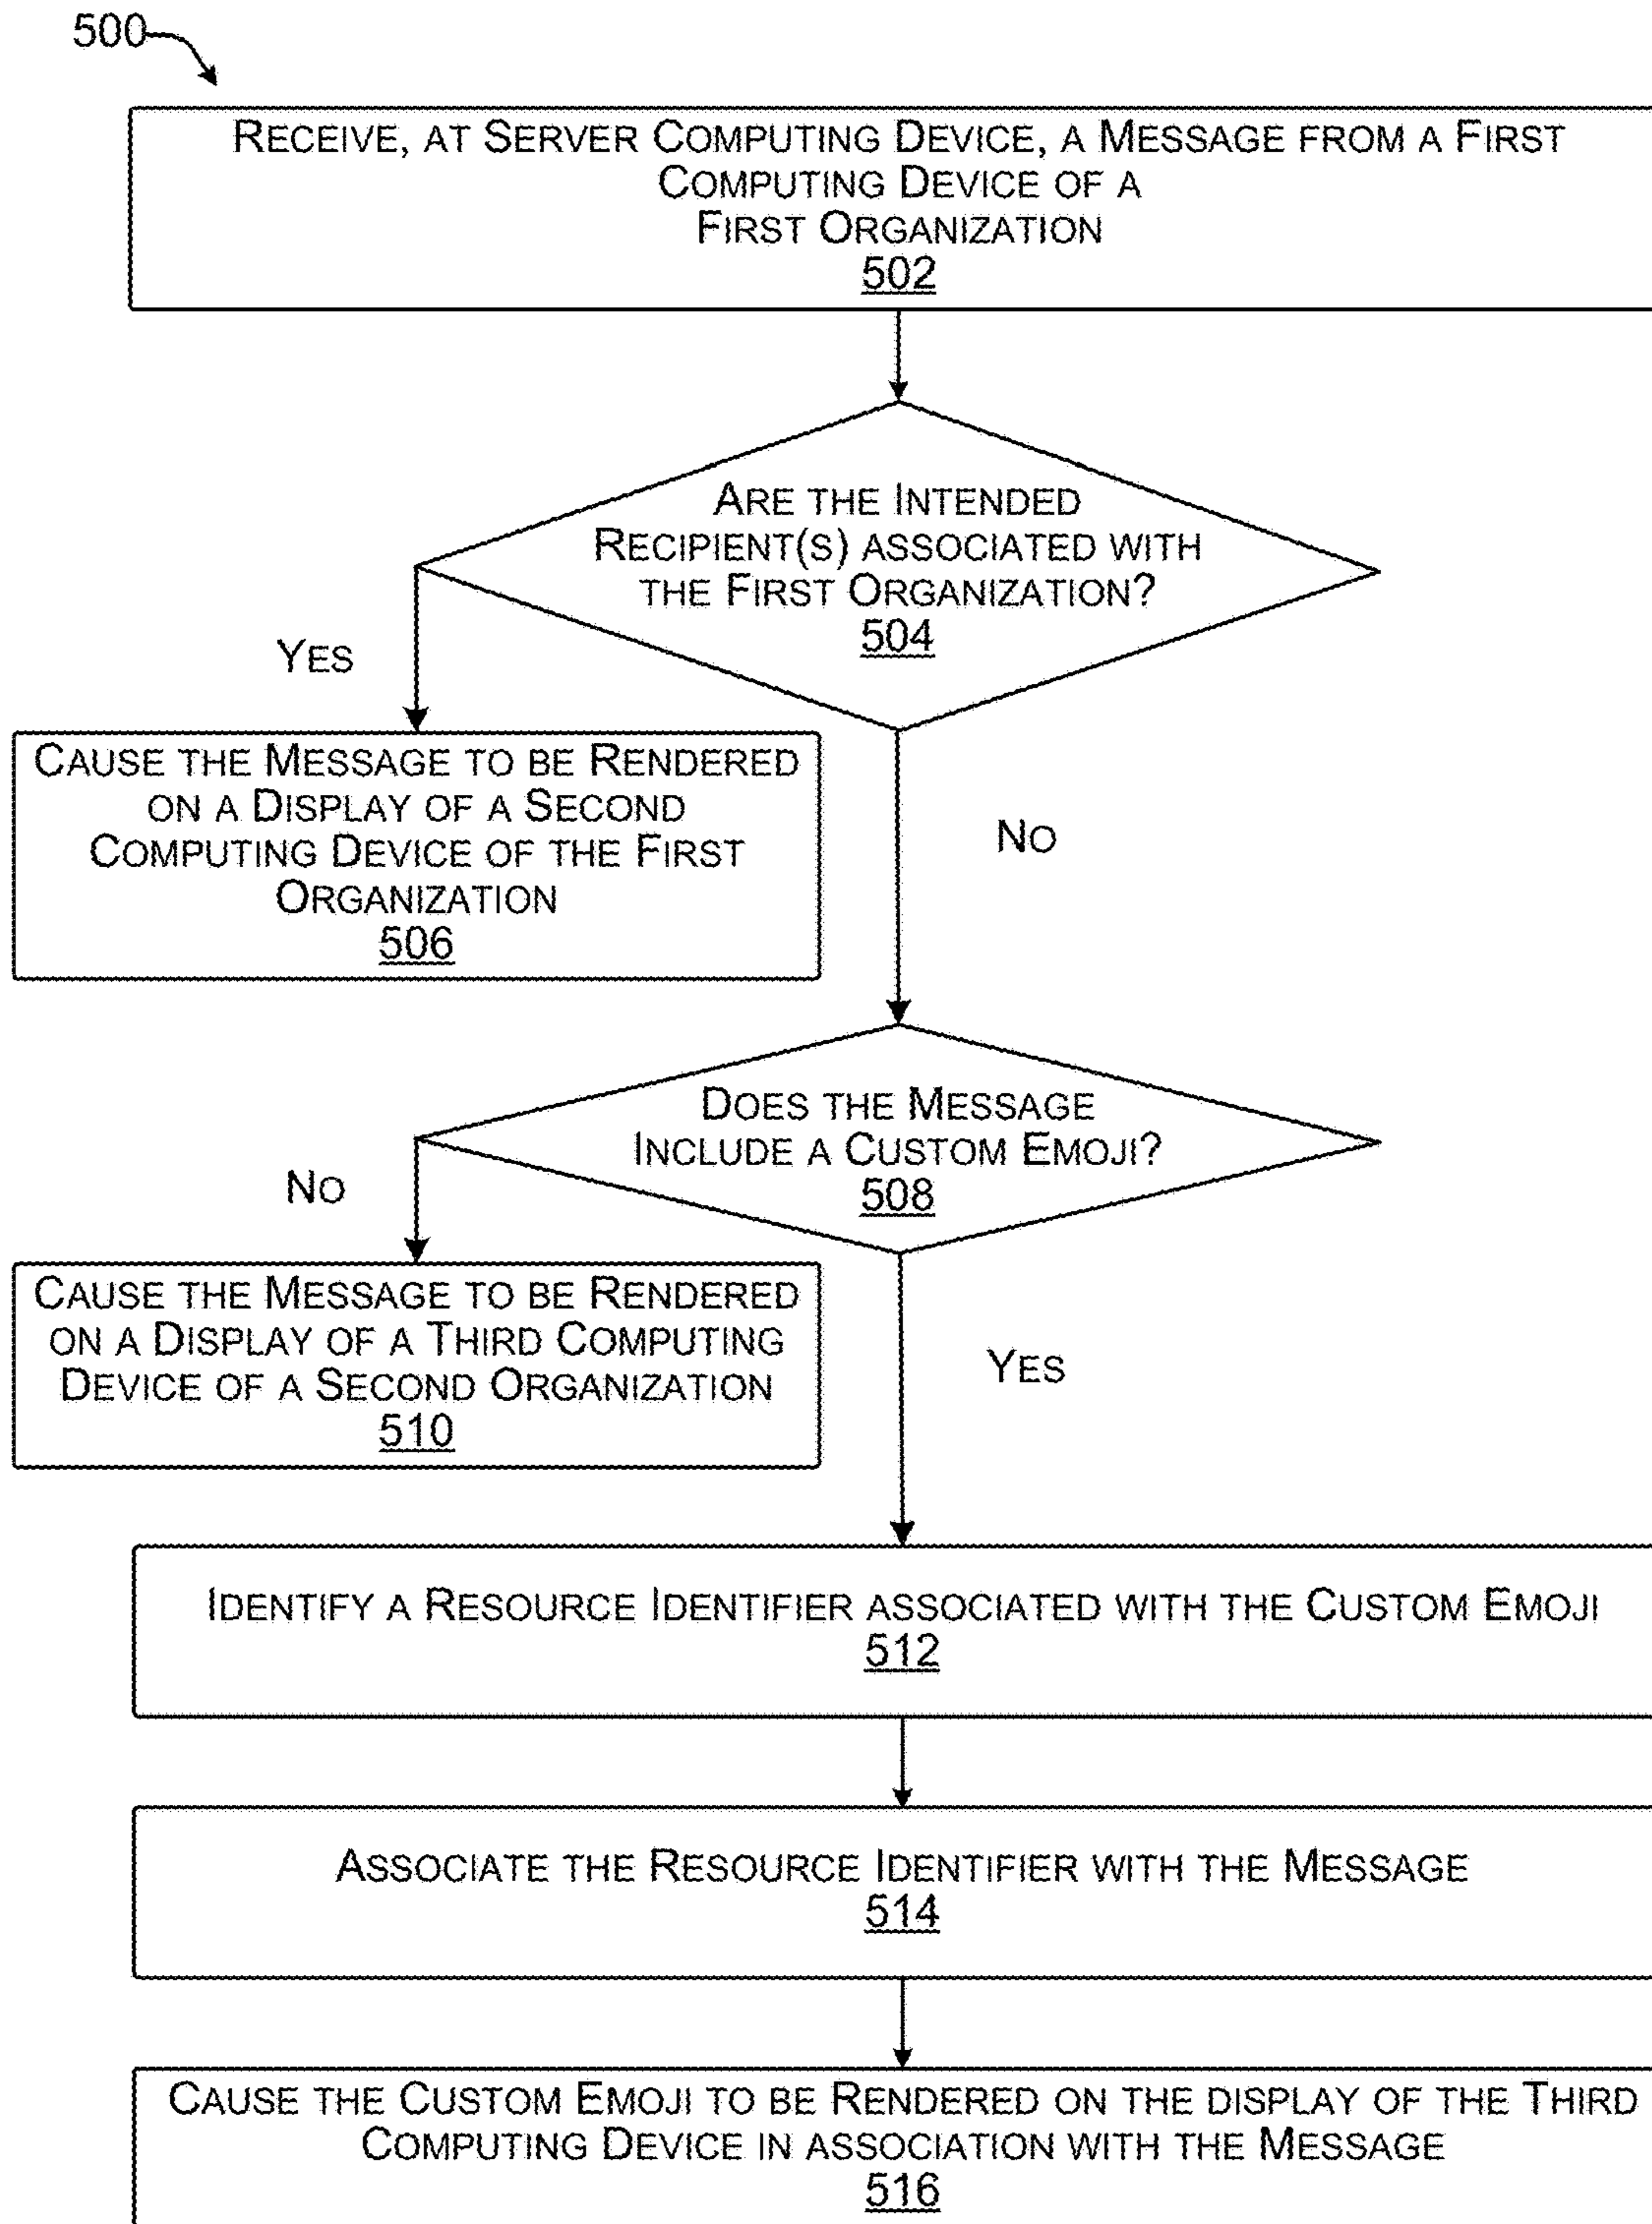 500
RECEIVE, AT SERVER COMPUTING DEVICE, A MESSAGE FROM A FIRST
COMPUTING DEVICE OF A
FIRST ORGANIZATION
502
ARE THE INTENDED
RECIPIENT(S) ASSOCIATED WITH
THE FIRST ORGANIZATION?
504
YES
NO
CAUSE THE MESSAGE TO BE RENDERED
ON A DISPLAY OF A SECOND
COMPUTING DEVICE OF THE FIRST
ORGANIZATION
506
DOES THE MESSAGE
INCLUDE A CUSTOM EMOJI?
508
NO
YES
CAUSE THE MESSAGE TO BE RENDERED
ON A DISPLAY OF A THIRD COMPUTING
DEVICE OF A SECOND ORGANIZATION
510
IDENTIFY A RESOURCE IDENTIFIER ASSOCIATED WITH THE CUSTOM EMOJI
512
ASSOCIATE THE RESOURCE IDENTIFIER WITH THE MESSAGE
514
CAUSE THE CUSTOM EMOJI TO BE RENDERED ON THE DISPLAY OF THE THIRD
COMPUTING DEVICE IN ASSOCIATION WITH THE MESSAGE
516